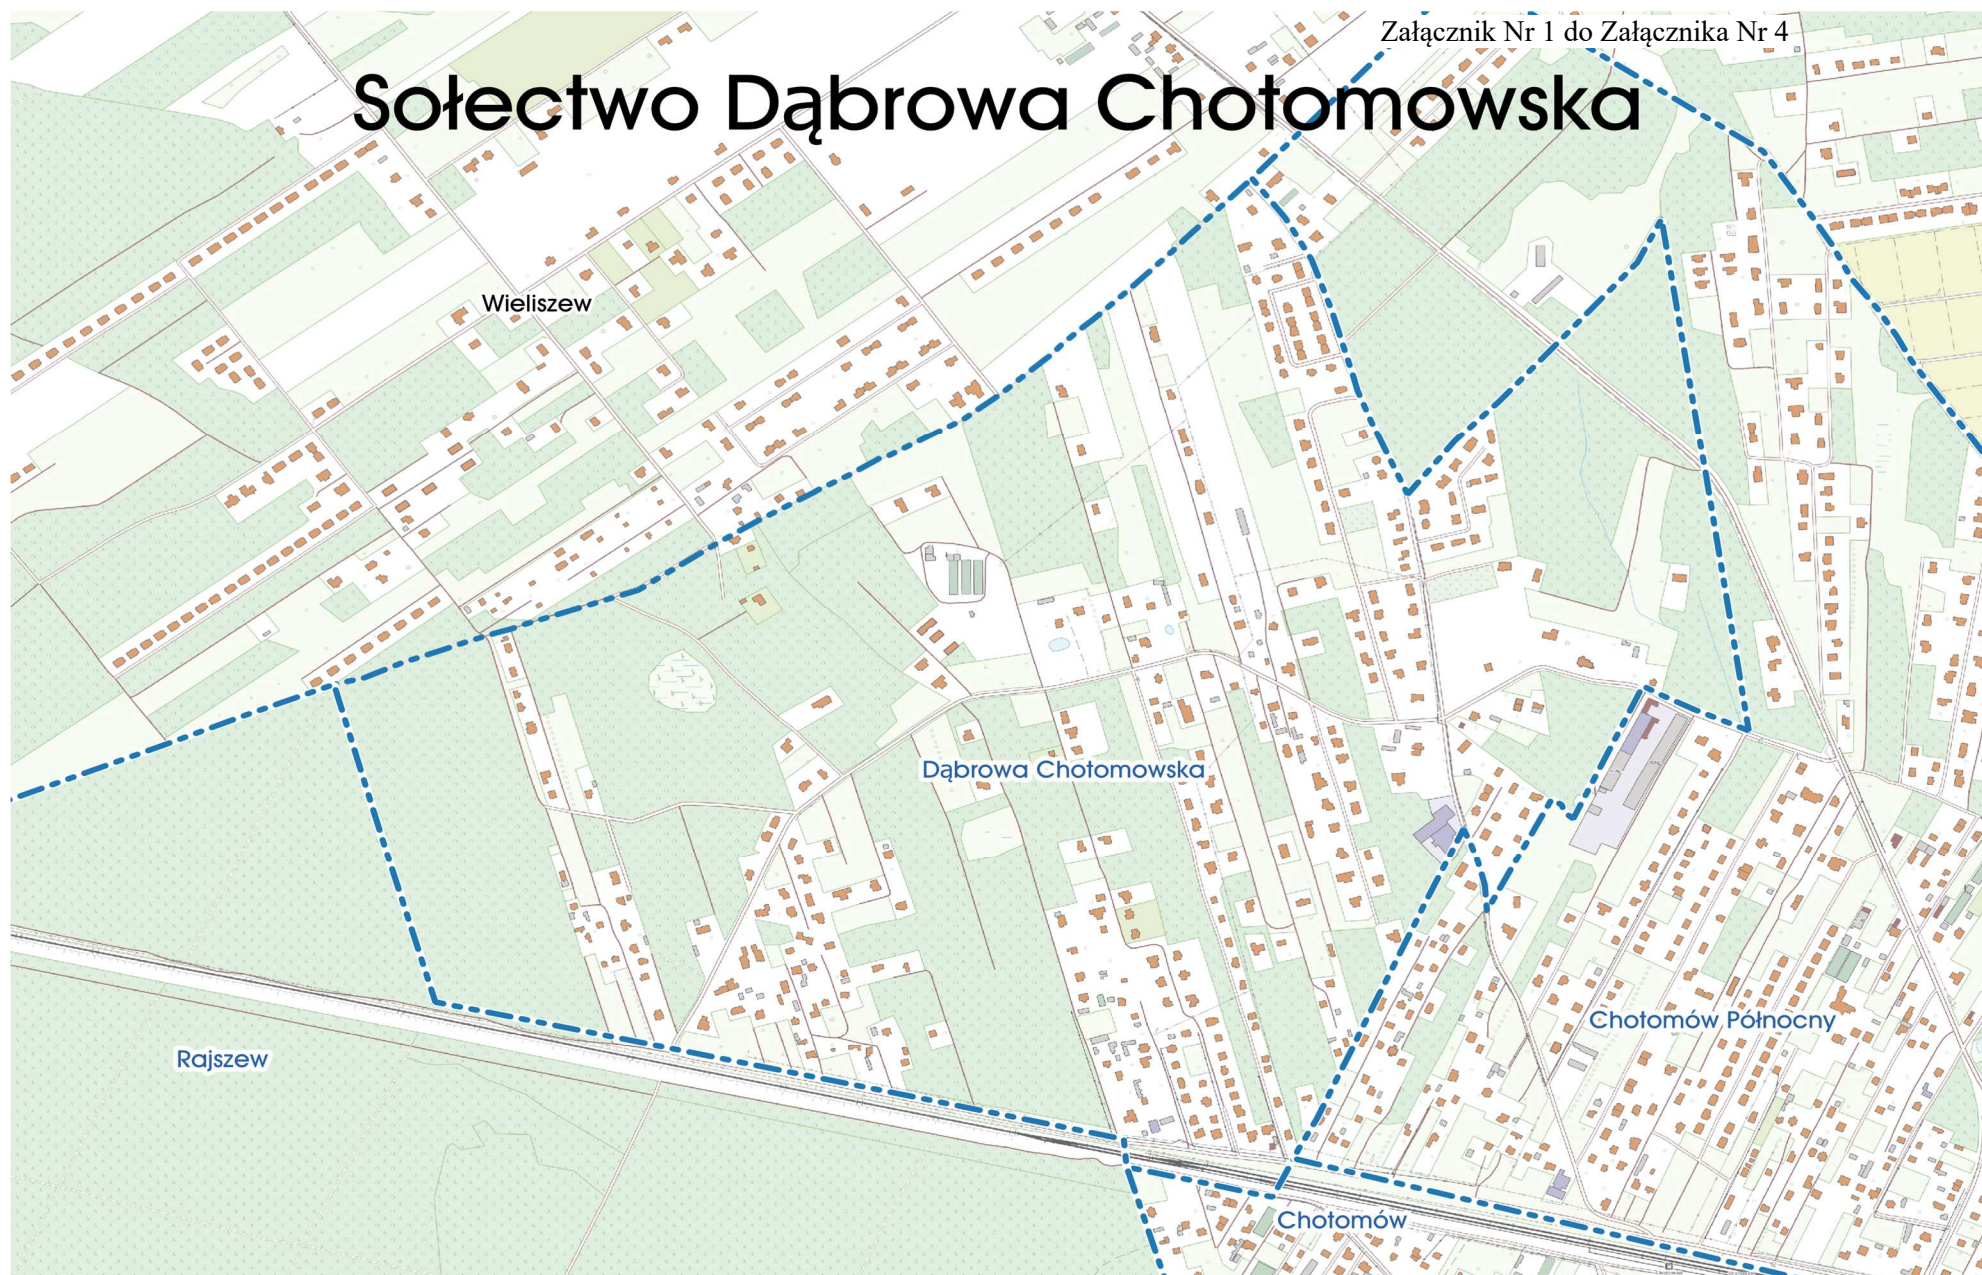 Załącznik Nr 1 do Załącznika Nr 4
Sołectwo Dąbrowa Chotomowska
Wieliszew
Dąbrowa Chotomowska
Chotomów Północny
Rajszew
Chotomów